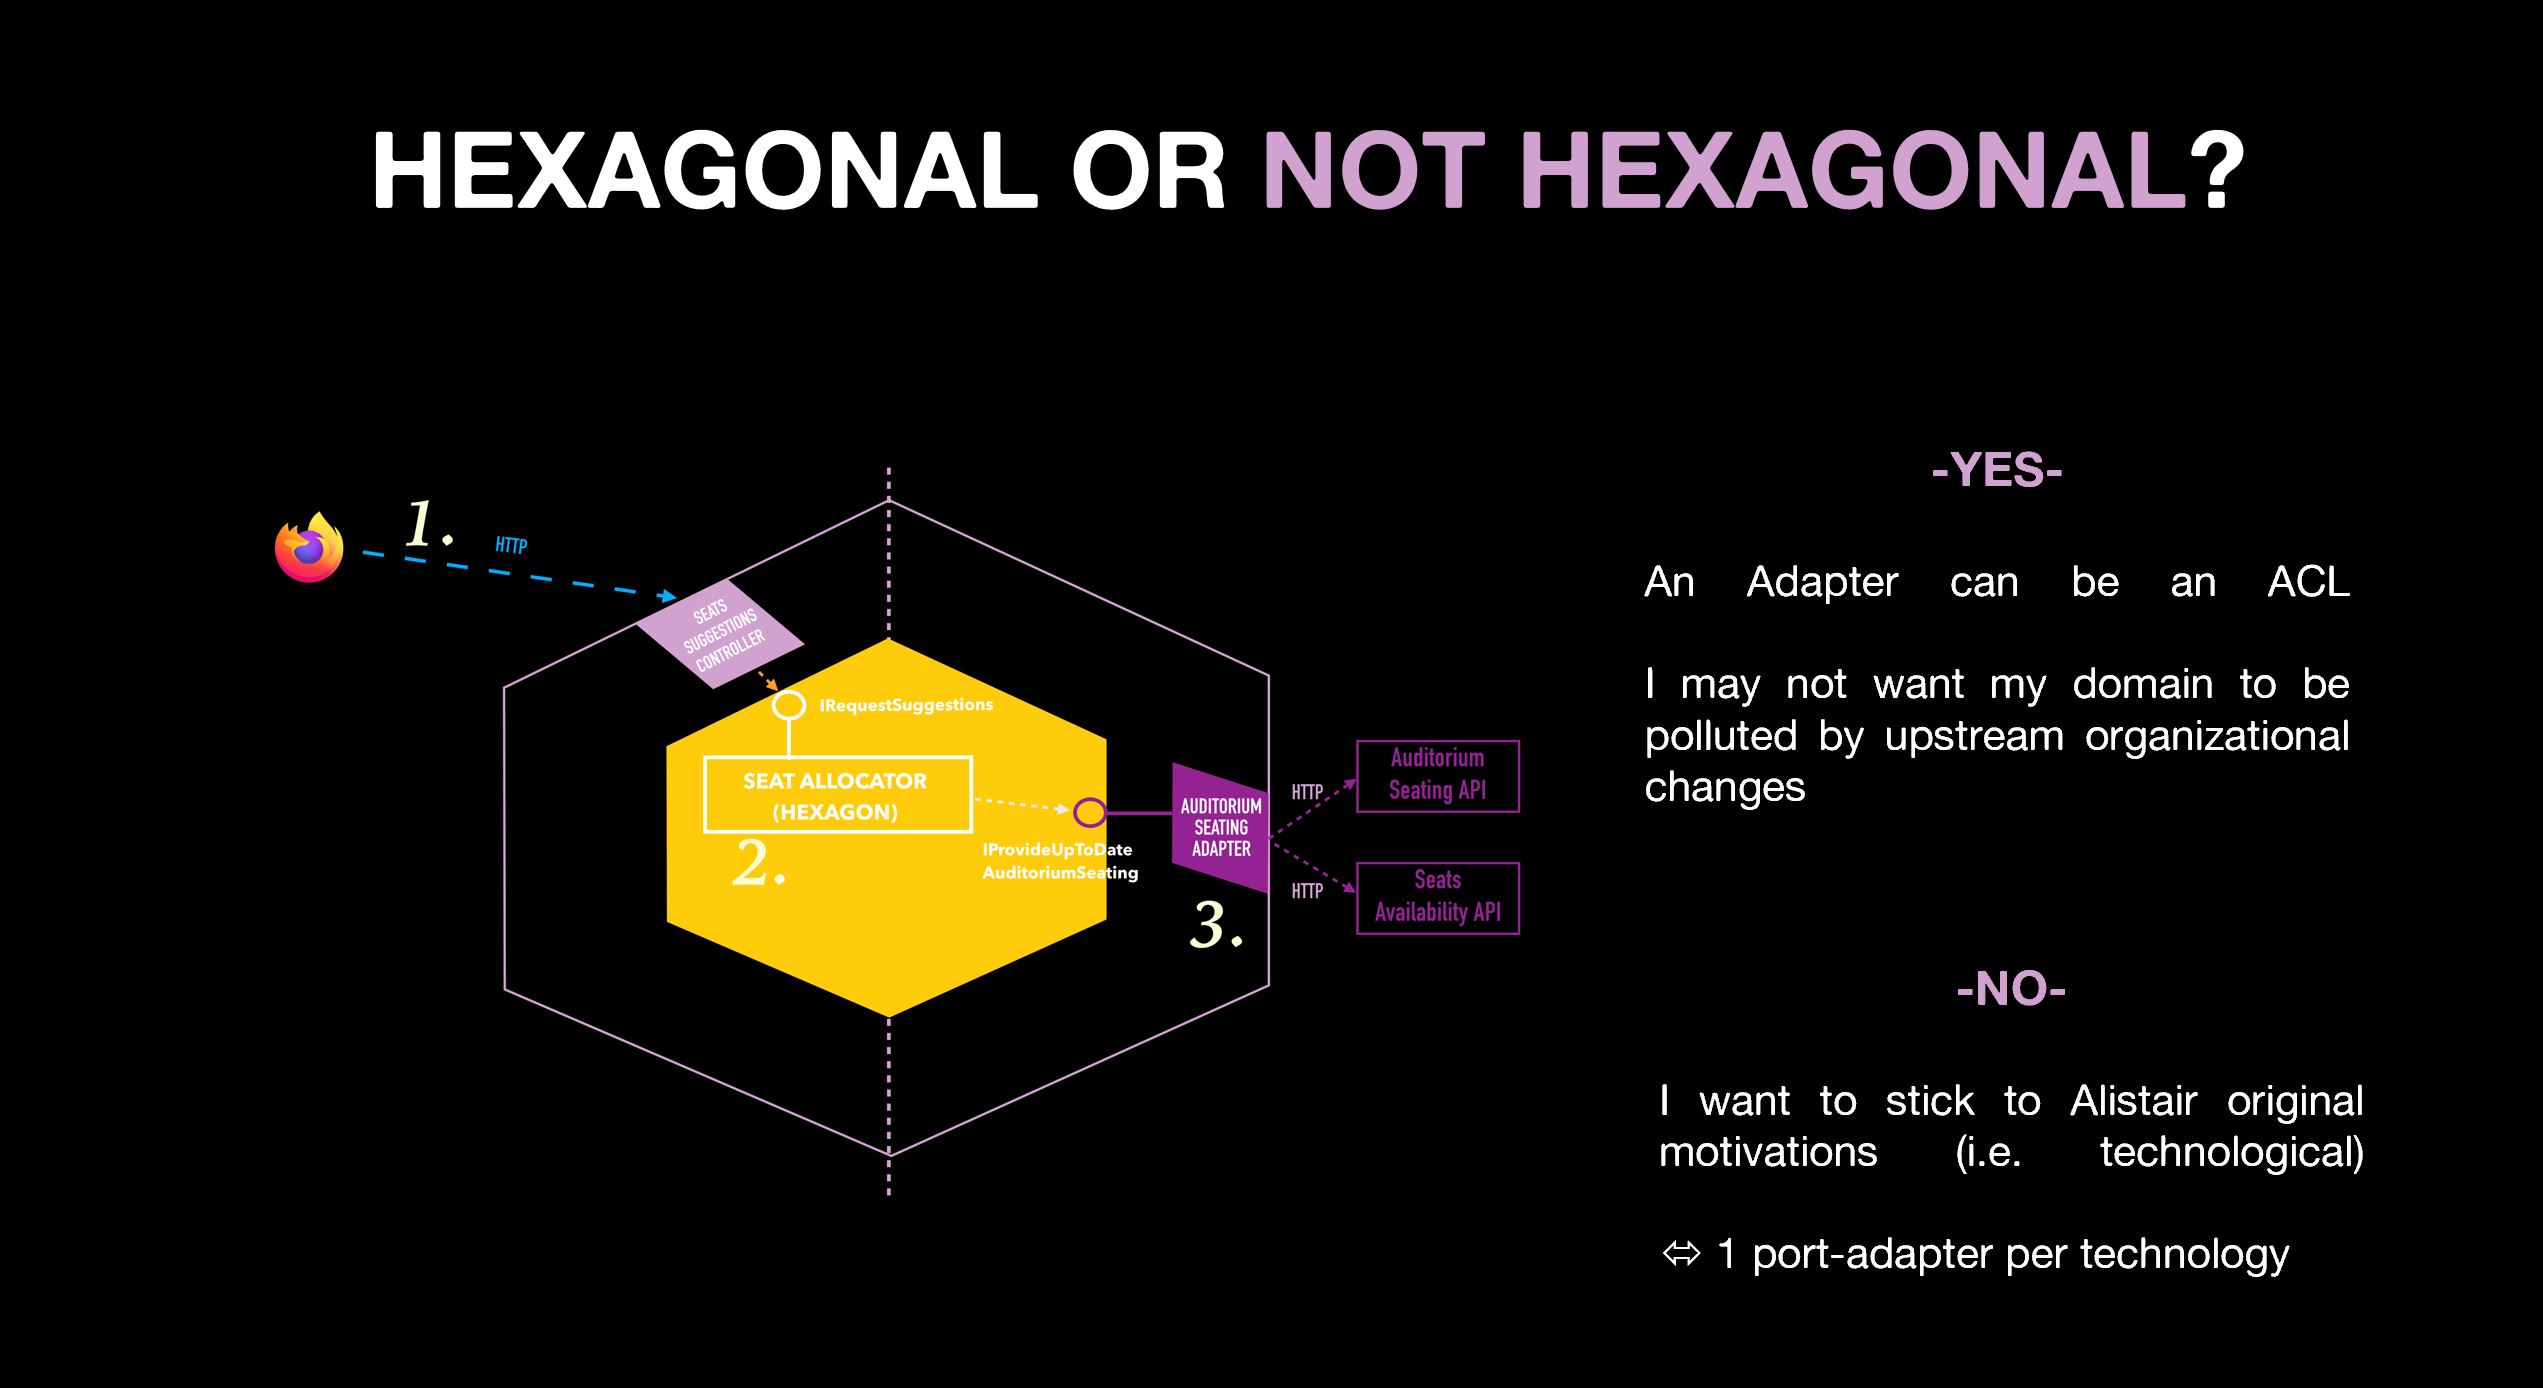 HEXAGONAL OR NOT HEXAGONAL?
1.
HTTP
SEATS
SUGGESTIONS
CONTROLLER
IRequestSuggestions
SEAT ALLOCATOR
(HEXAGON)
2.
IProvideUpToDate
AuditoriumSeating
AUDITORIUM
SEATING
ADAPTER
3.
HTTP
HTTP
Auditorium
Seating API
Seats
Availability API
-YES-
An Adapter can be an ACL
I may not want my domain to be
polluted by upstream organizational
changes
-NO-
I want to stick to Alistair original
motivations (i.e. technological)
⬄ 1 port-adapter per technology